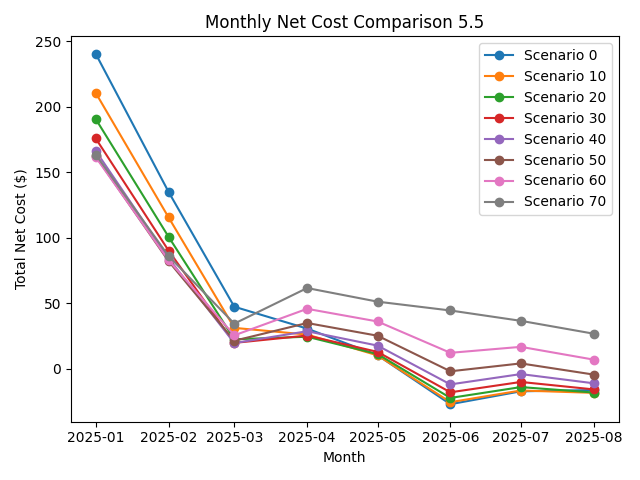 Monthly Net Cost Comparison 5.5
Total Net Cost ($)
250
200
150
100
50
0
Scenario 0
Scenario 10
Scenario 20
Scenario 30
Scenario 40
Scenario 50
Scenario 60
Scenario 70
2025-01 2025-02 2025-03 2025-04 2025-05 2025-06 2025-07 2025-08
Month